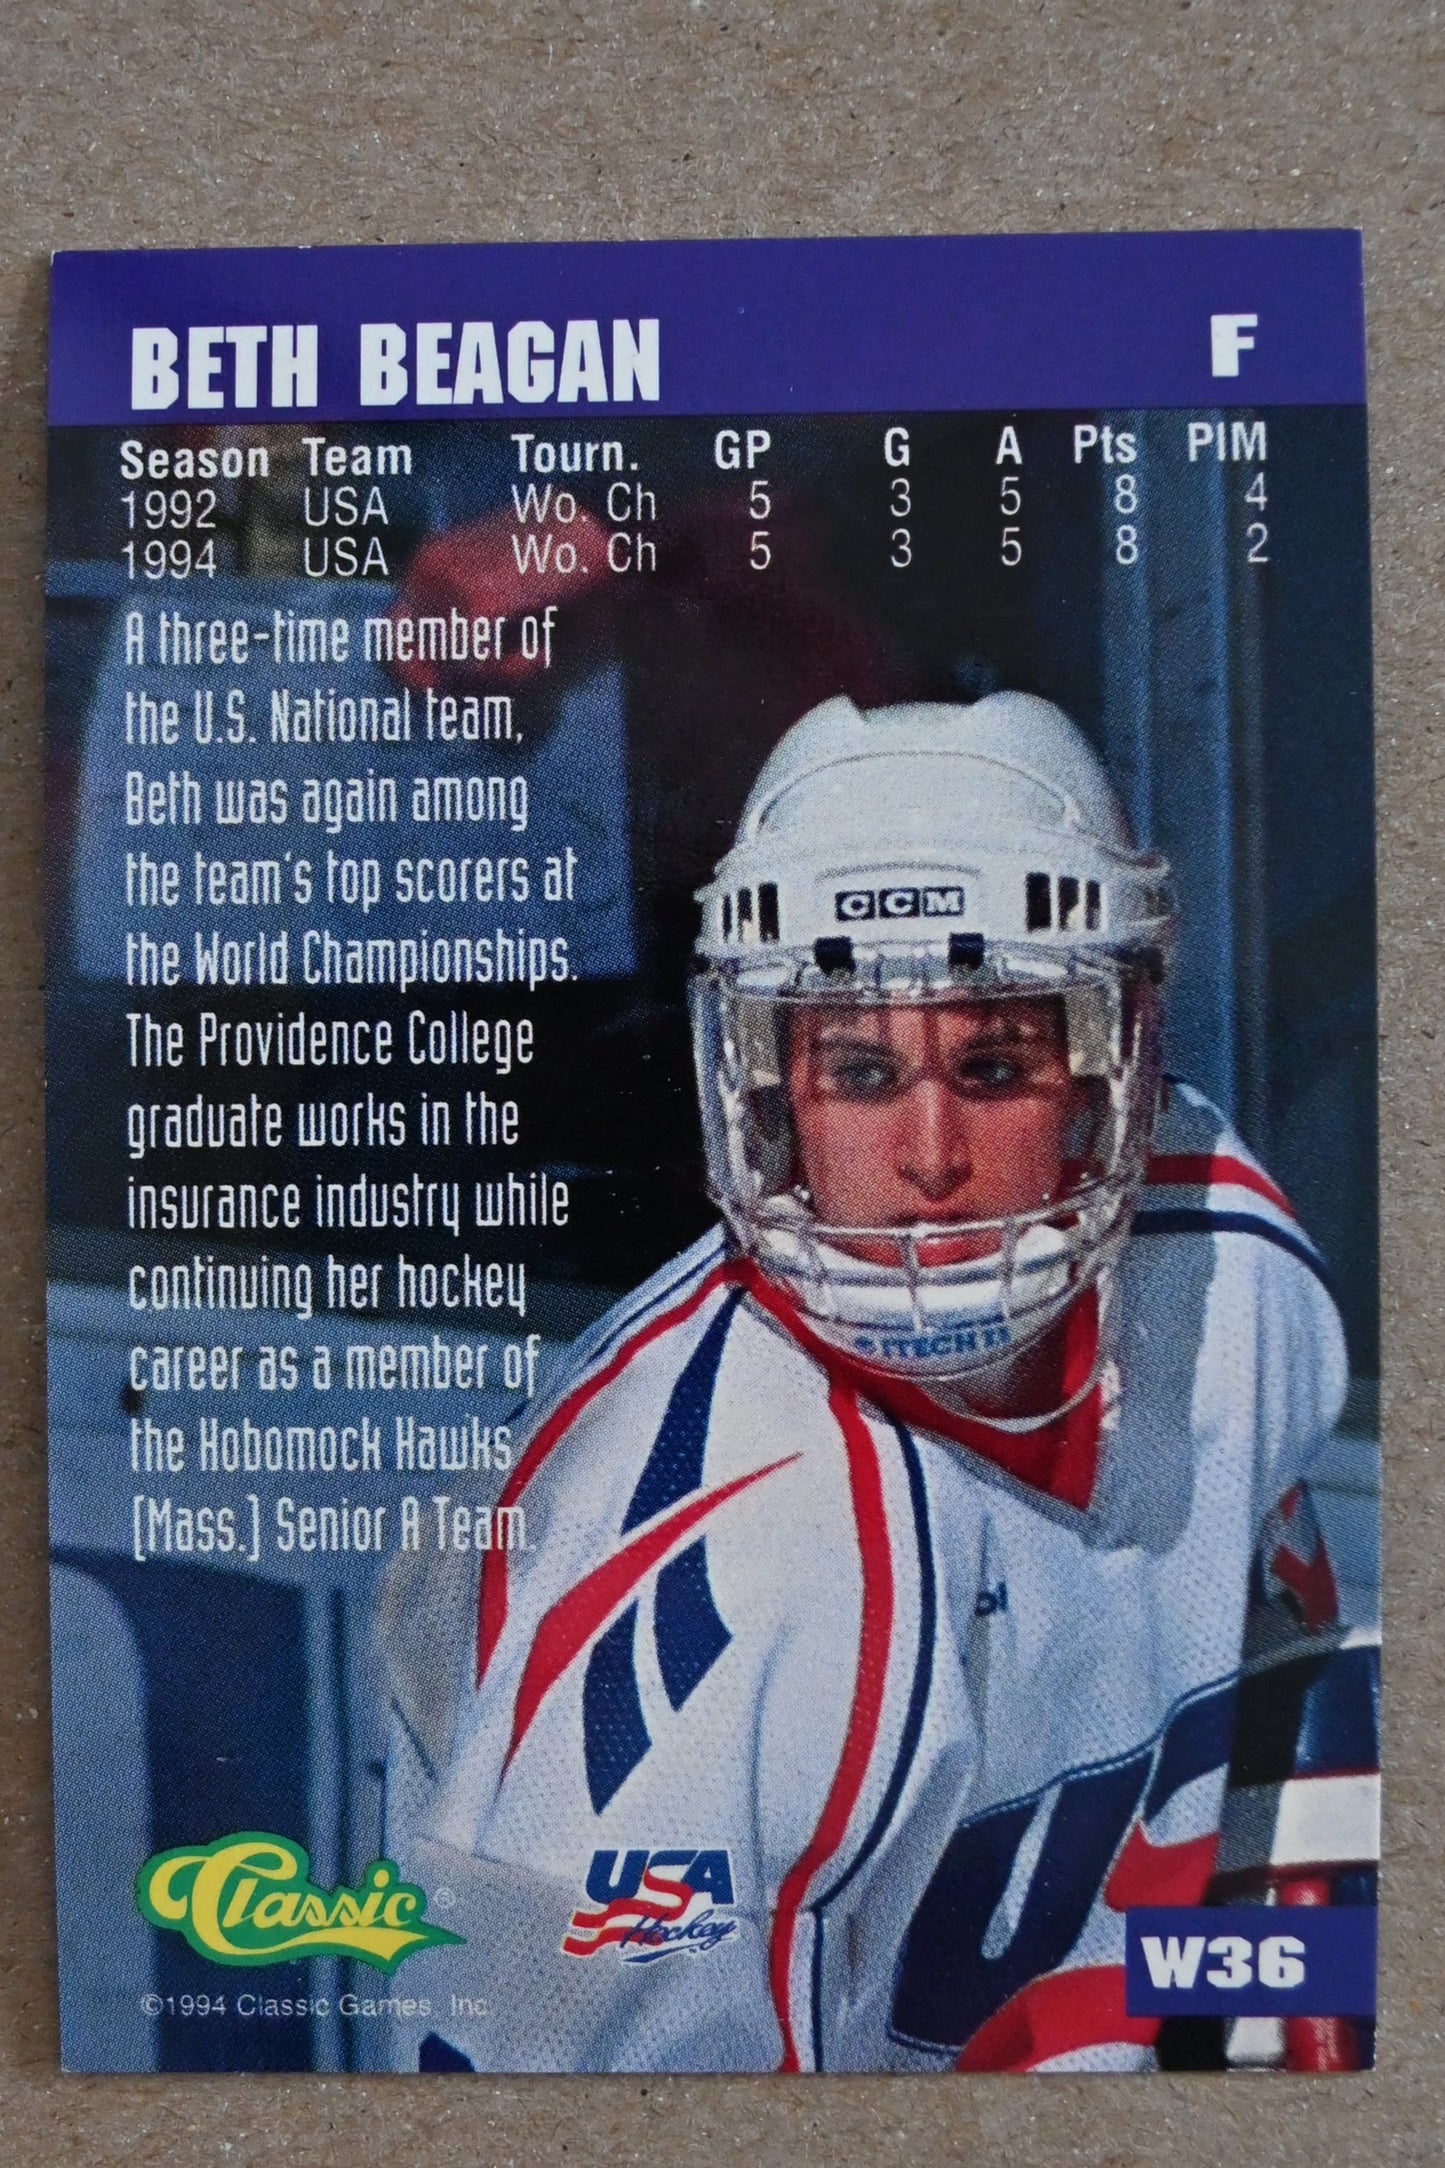 BETH BEAGAN F
Season Team Tourn. GP G A Pts PIM
1992 USA Wo. Ch 5 3 5 8 4
1994 USA Wo. Ch 5 3 5 8 2
A three-time member of
the U.S. National team,
Beth was again among
the team's top scorers at
the World Championships.
The Providence College
graduate works in the
insurance industry while
continuing her hockey
career as a member of
the Hobomock Hawks
(Mass.) Senior A Team.
CCM
ITECH II
Classic ®
USA
Hockey
W36
©1994 Classic Games, Inc